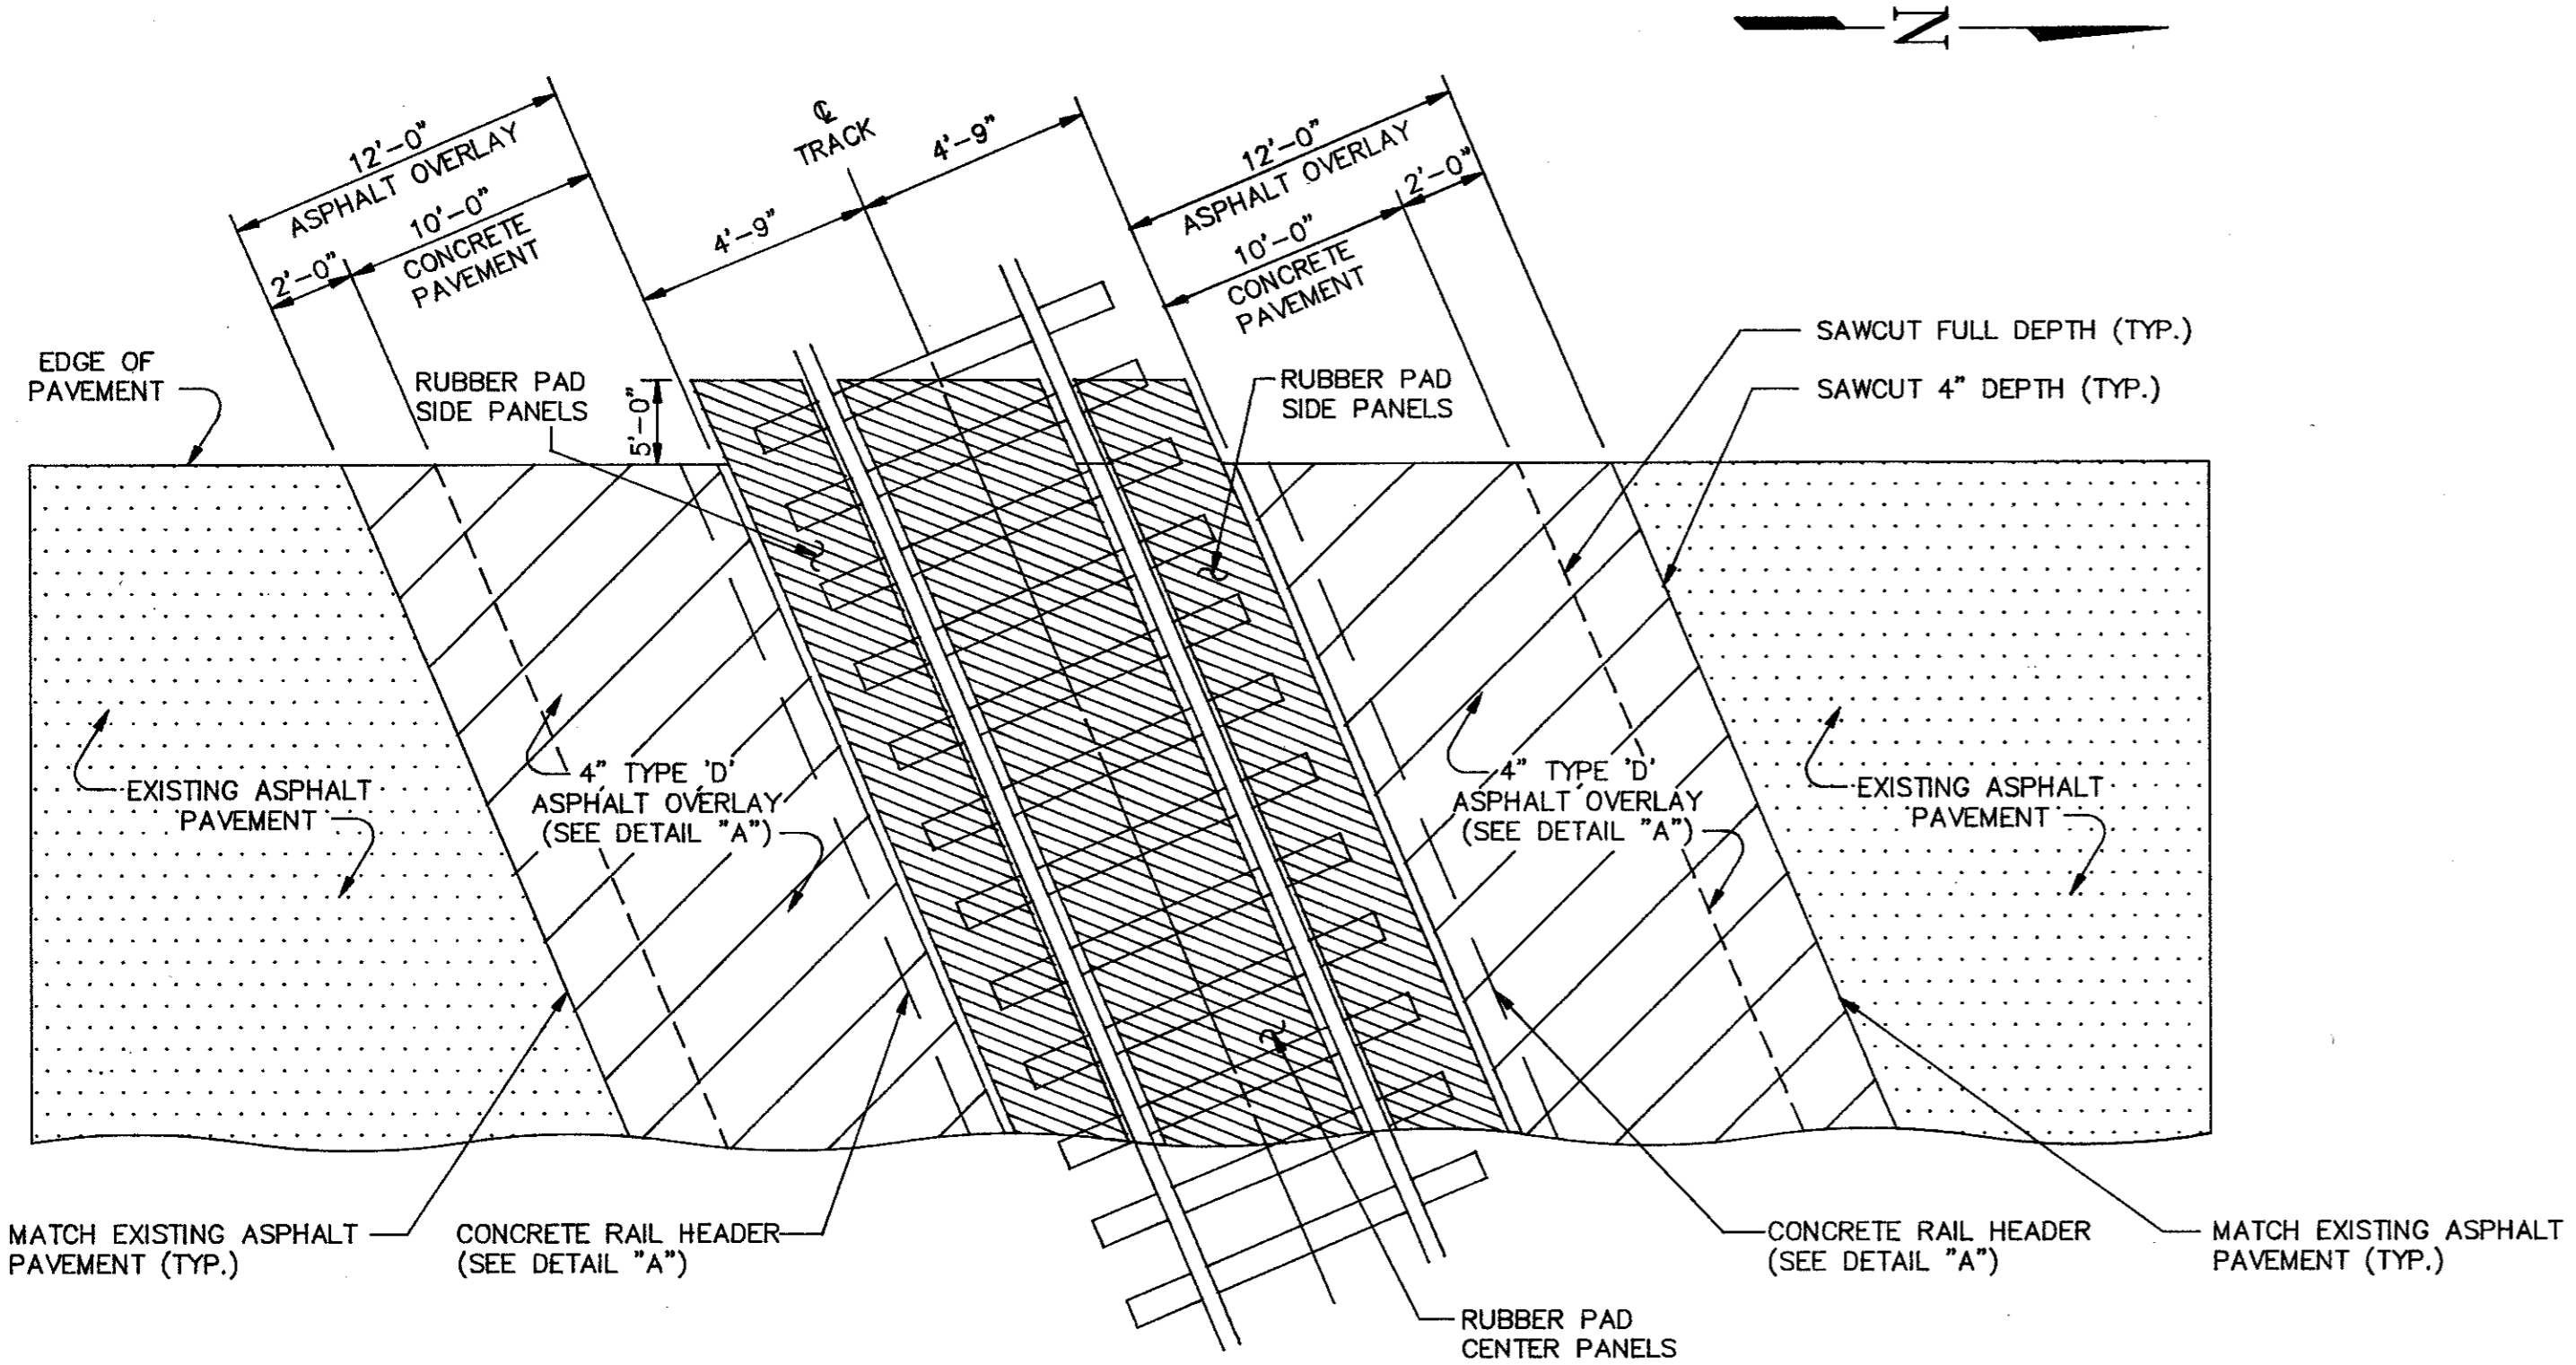 N
12'-0"
ASPHALT OVERLAY
2'-0"
10'-0"
CONCRETE
PAVEMENT
℄
TRACK
4'-9"
4'-9"
12'-0"
ASPHALT OVERLAY
10'-0"
CONCRETE
PAVEMENT
2'-0"
SAWCUT FULL DEPTH (TYP.)
SAWCUT 4" DEPTH (TYP.)
EDGE OF
PAVEMENT
RUBBER PAD
SIDE PANELS
5'-0"
RUBBER PAD
SIDE PANELS
EXISTING ASPHALT
PAVEMENT
4" TYPE 'D'
ASPHALT OVERLAY
(SEE DETAIL "A")
4" TYPE 'D'
ASPHALT OVERLAY
(SEE DETAIL "A")
EXISTING ASPHALT
PAVEMENT
MATCH EXISTING ASPHALT
PAVEMENT (TYP.)
CONCRETE RAIL HEADER
(SEE DETAIL "A")
CONCRETE RAIL HEADER
(SEE DETAIL "A")
MATCH EXISTING ASPHALT
PAVEMENT (TYP.)
RUBBER PAD
CENTER PANELS